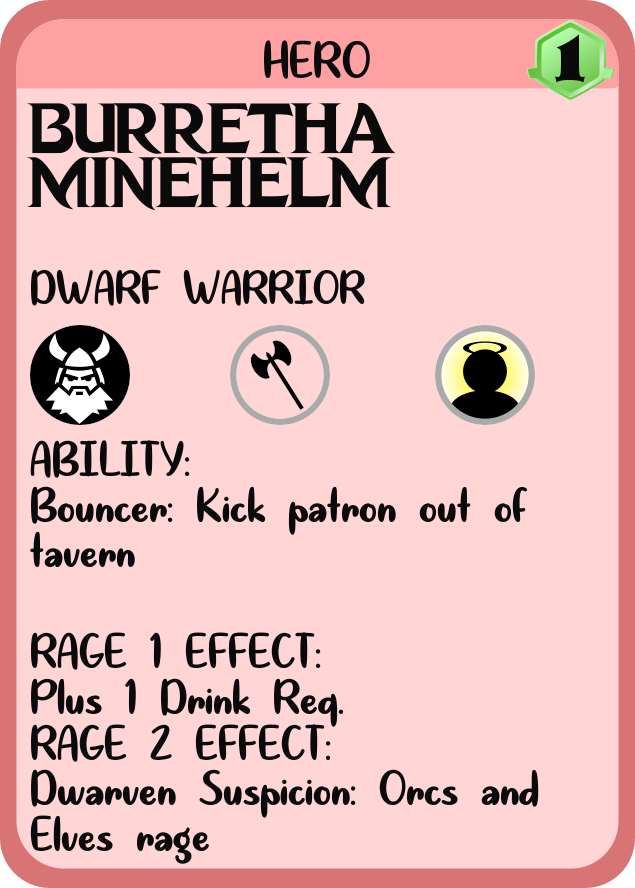 HERO
1
BURRETHA
MINEHELM
DWARF WARRIOR
ABILITY:
Bouncer: Kick patron out of
tavern
RAGE 1 EFFECT:
Plus 1 Drink Req.
RAGE 2 EFFECT:
Dwarven Suspicion: Orcs and
Elves rage